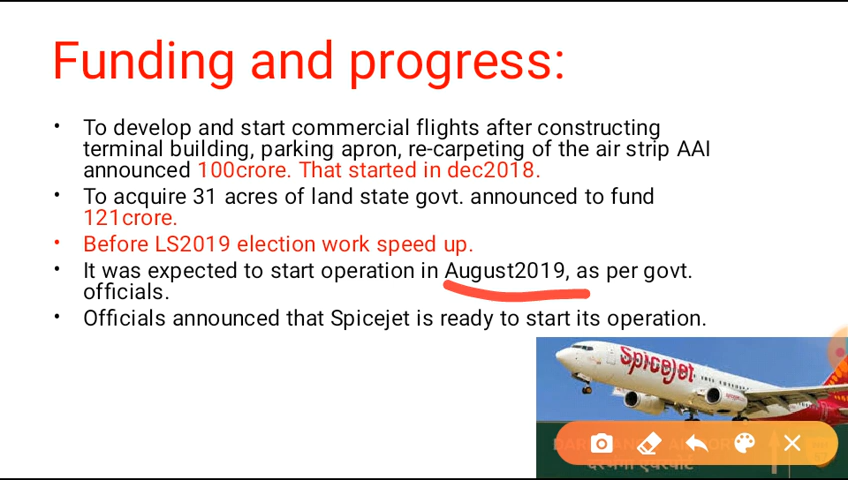 Funding and progress:
• To develop and start commercial flights after constructing
terminal building, parking apron, re-carpeting of the air strip AAI
announced 100crore. That started in dec2018.
• To acquire 31 acres of land state govt. announced to fund
121crore.
• Before LS2019 election work speed up.
• It was expected to start operation in August2019, as per govt.
officials.
• Officials announced that Spicejet is ready to start its operation.
SpiceJet
दरभंगा एयरपोर्ट